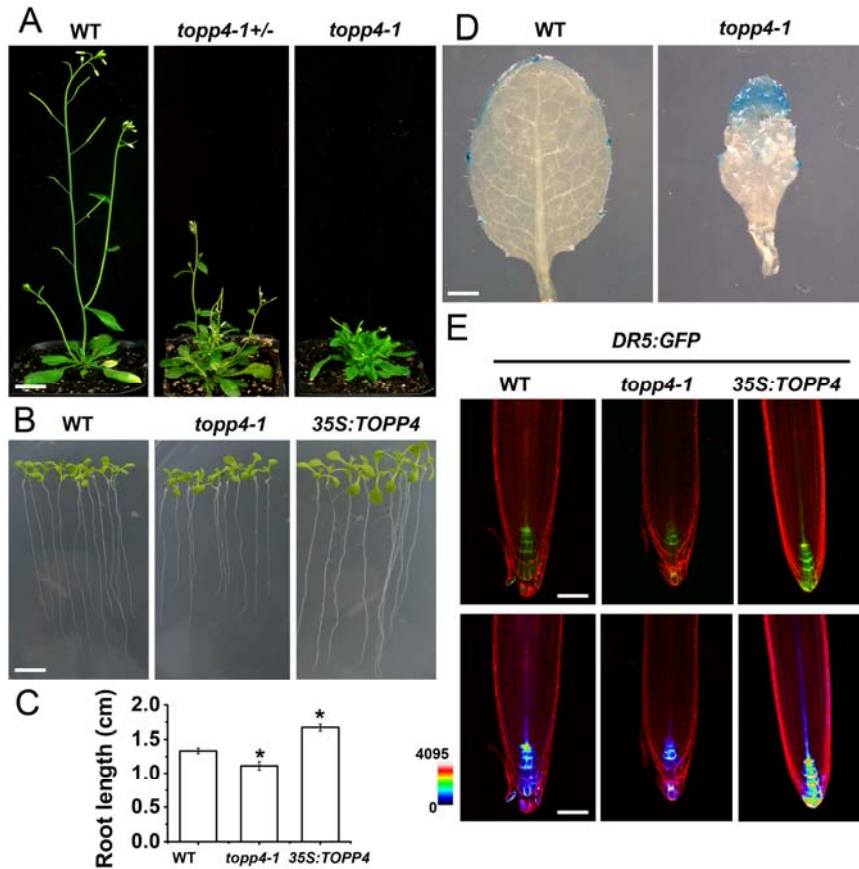 A
WT
topp4-1+/-
topp4-1
B
WT
topp4-1
35S:TOPP4
C
Root length (cm)
2.0
1.5
1.0
0.5
0.0
*
*
WT
topp4-1
35S:TOPP4
D
WT
topp4-1
E
DR5:GFP
WT
topp4-1
35S:TOPP4
4095
0